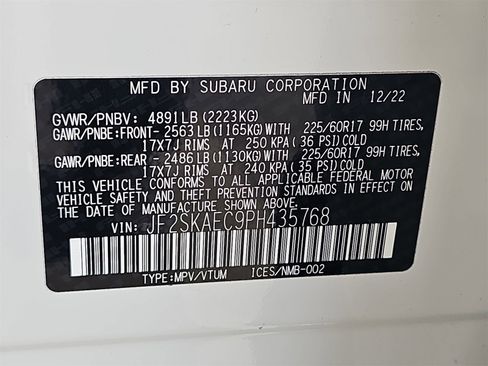 MFD BY SUBARU CORPORATION
MFD. IN 12/22
GVWR/PNBV: 4891LB(2223KG)
GAWR/PNBE:FRONT- 2563LB(1165KG)WITH 225/60R17 99H TIRES,
17X7J RIMS AT 250 KPA (36 PSI)COLD
GAWR/PNBE:REAR -2486LB(1130KG)WITH 225/60R17 99H TIRES,
17X7J RIMS AT 240 KPA (35 PSI)COLD
THIS VEHICLE CONFORMS TO ALL APPLICABLE FEDERAL MOTOR
VEHICLE SAFETY AND THEFT PREVENTION STANDARDS IN EFFECT ON THE
DATE OF MANUFACTURE SHOWN ABOVE.
VIN: JF2SKAEC9PH435768
TYPE:MPV/VTUM ICES/NMB-002